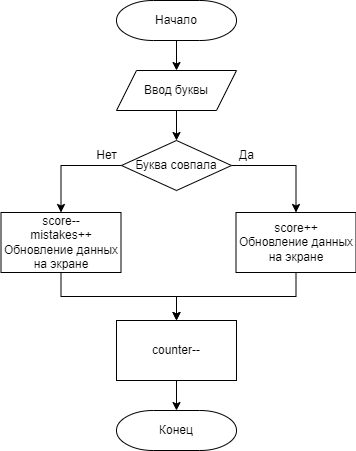 Начало
Ввод буквы
Нет
Буква совпала
Да
score--
mistakes++
Обновление данных
на экране
score++
Обновление данных
на экране
counter--
Конец